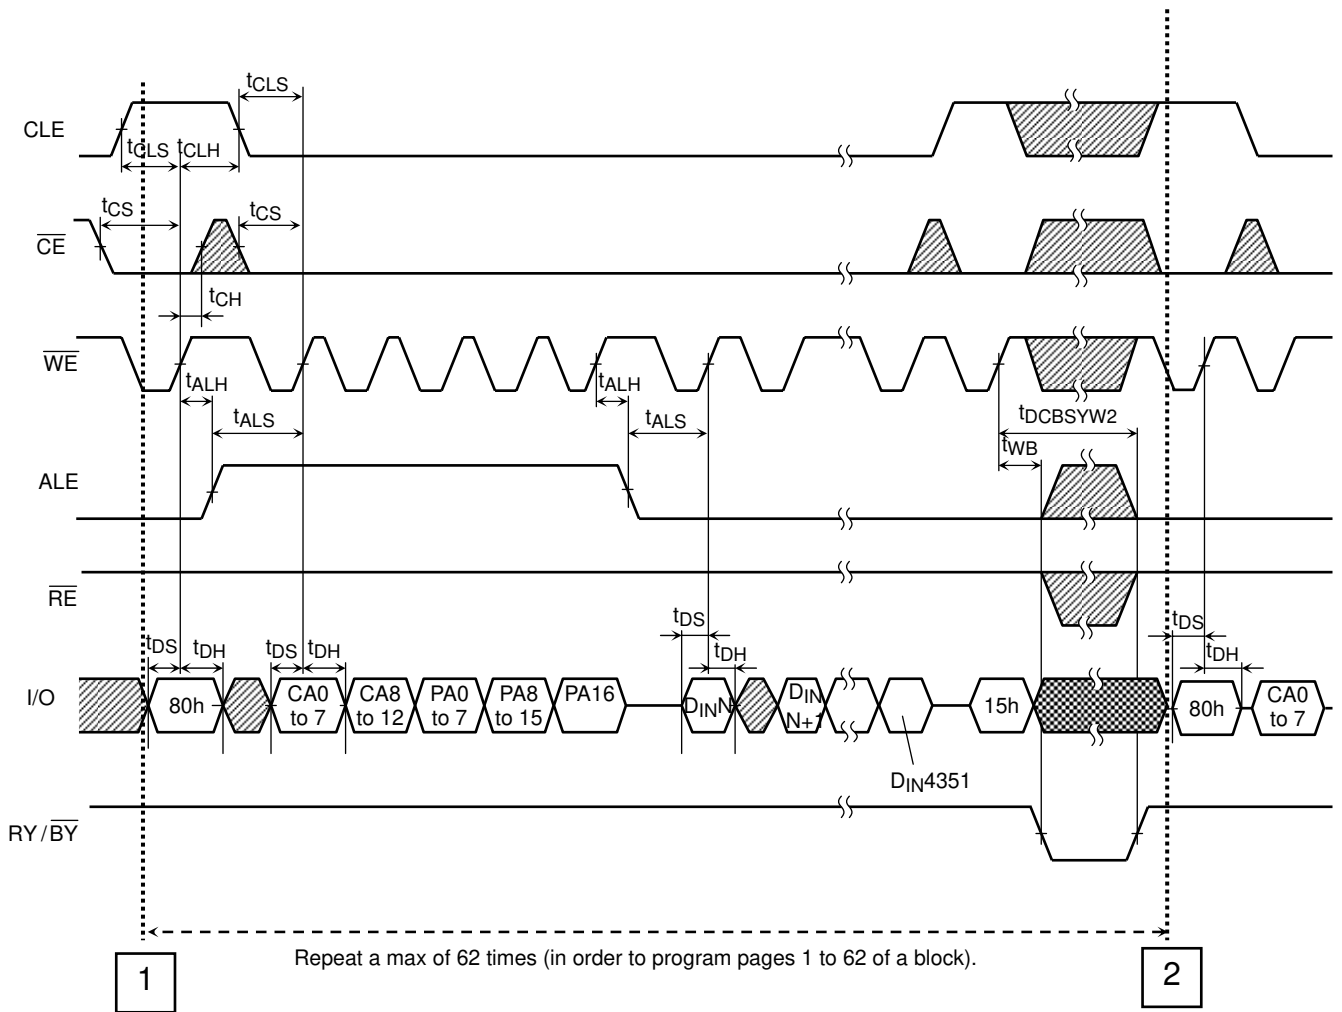 tCLS
CLE
tCLS tCLH
tCS tCS
CE
tCH
WE
tALH tALH
tALS tALS
tDCBSYW2
tWB
ALE
RE
tDS tDH tDS tDH tDS tDH tDS tDH
I/O
80h
CA0 to 7
CA8 to 12
PA0 to 7
PA8 to 15
PA16
DINN
DIN N+1
15h
80h
CA0 to 7
DIN4351
RY/BY
Repeat a max of 62 times (in order to program pages 1 to 62 of a block).
1
2